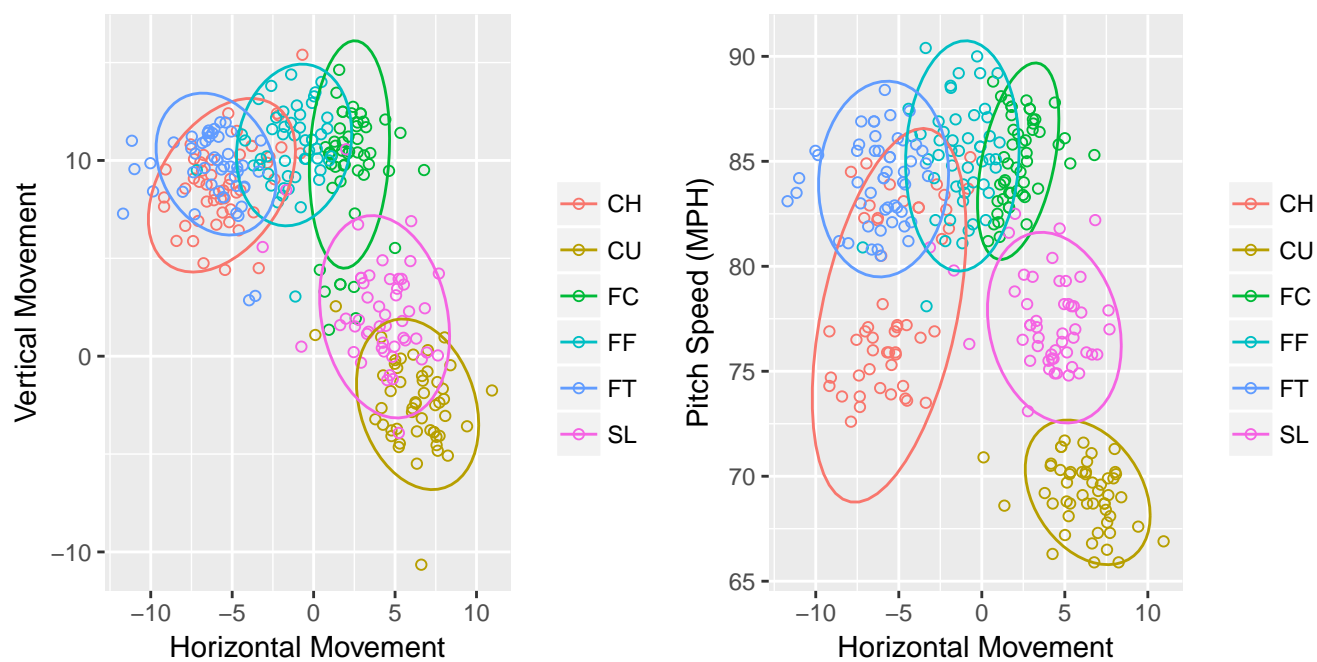 Vertical Movement
10
0
−10
−10
−5
0
5
10
Horizontal Movement
CH
CU
FC
FF
FT
SL
Pitch Speed (MPH)
90
85
80
75
70
65
−10
−5
0
5
10
Horizontal Movement
CH
CU
FC
FF
FT
SL